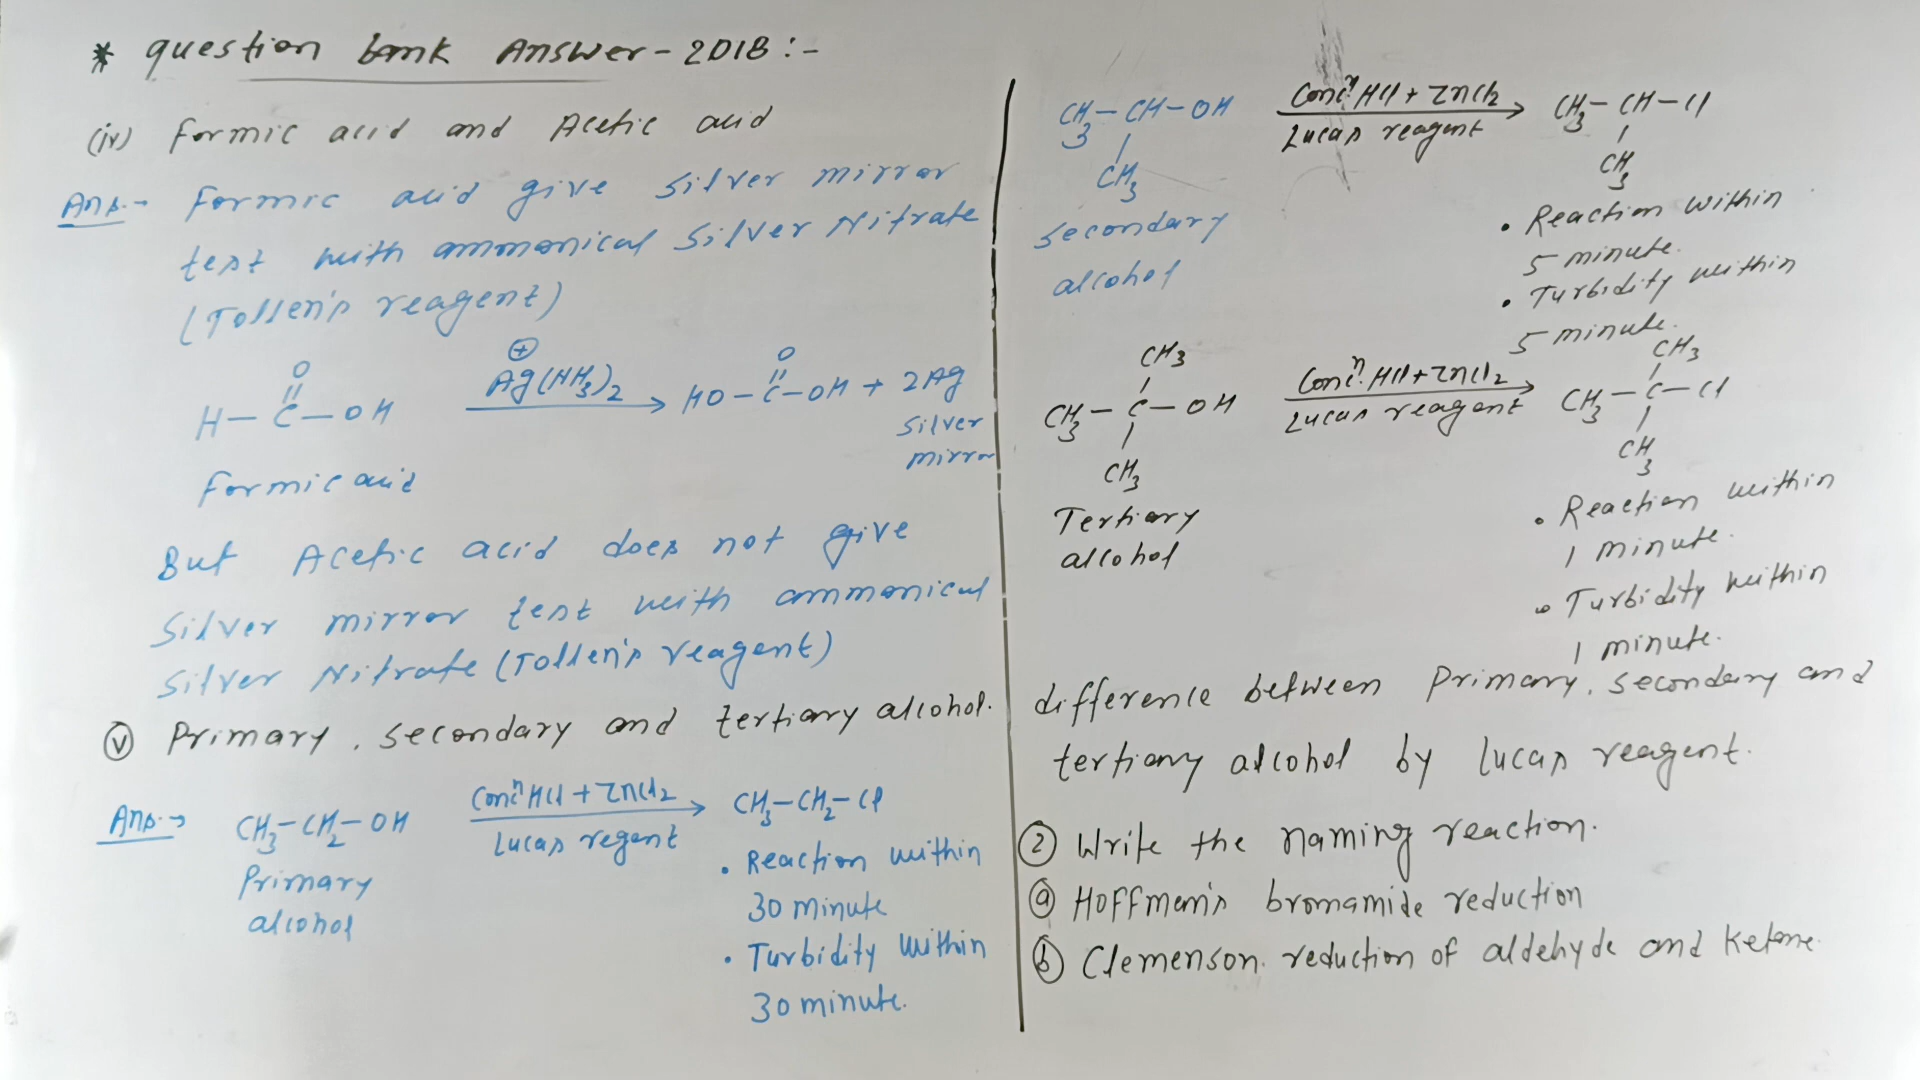 * question bank Answer - 2018 :-
(iv) Formic acid and Acetic acid
Ans.- Formic acid give silver mirror
test with ammonical Silver Nitrate
(Tollen's reagent)
O
||
H - C - OH
Ag(NH3)2 +
O
||
HO - C - OH + 2Ag
Silver
mirror
Formic acid
But Acetic acid does not give
Silver mirror test with ammonical
Silver Nitrate (Tollen's reagent)
(v) Primary, secondary and tertiary alcohol.
Ans.→ CH3-CH2-OH
Concn HCl + ZnCl2
Lucas regent
CH3-CH2-Cl
Primary
alcohol
• Reaction within
30 minute
• Turbidity within
30 minute.
CH3 - CH - OH
CH3
Concn. HCl + ZnCl2
Lucas reagent
CH3 - CH - Cl
CH3
secondary
alcohol
• Reaction within
5 minute.
• Turbidity within
5 minute.
CH3
CH3 - C - OH
CH3
Concn. HCl + ZnCl2
Lucas reagent
CH3
CH3 - C - Cl
CH3
Tertiary
alcohol
• Reaction within
1 minute.
• Turbidity within
1 minute.
difference between Primary, secondary and
tertiary alcohol by lucas reagent.
(2) Write the naming reaction.
(a) Hoffmen's bromamide reduction
(b) Clemenson. reduction of aldehyde and Ketone.